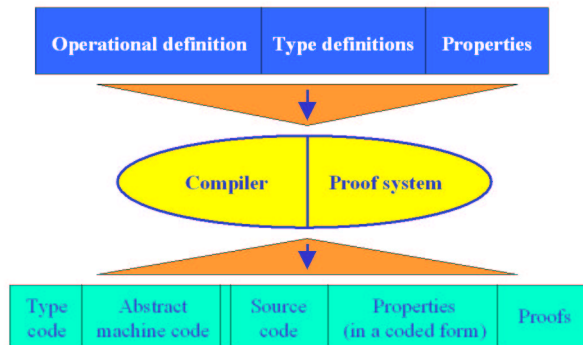 Operational definition Type definitions Properties
Compiler Proof system
Type code
Abstract machine code
Source code
Properties (in a coded form)
Proofs